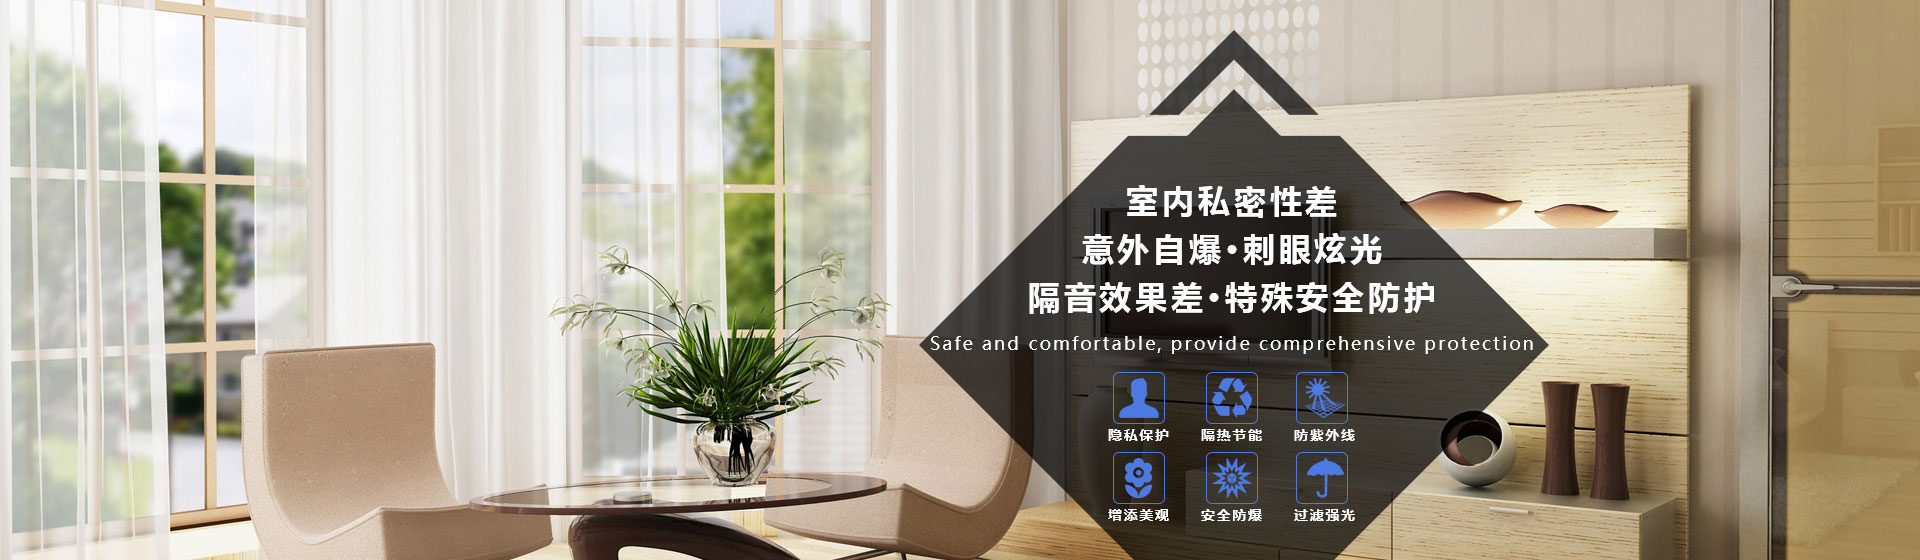 室内私密性差
意外自爆·刺眼炫光
隔音效果差·特殊安全防护
Safe and comfortable, provide comprehensive protection
隐私保护 隔热节能 防紫外线
增添美观 安全防爆 过滤强光